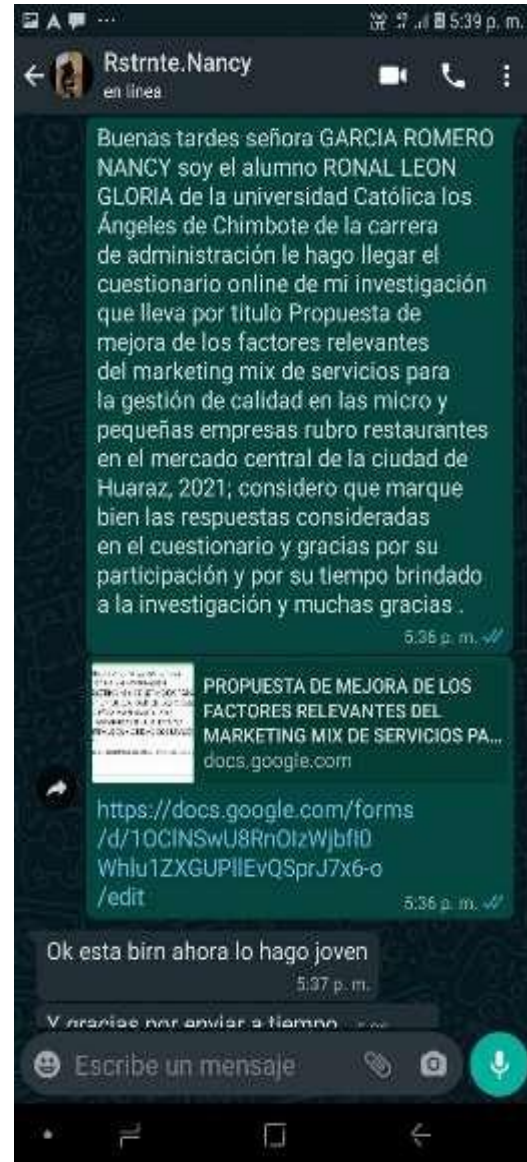 5:39 p. m.
Rstrnte.Nancy
en línea
Buenas tardes señora GARCIA ROMERO
NANCY soy el alumno RONAL LEON
GLORIA de la universidad Católica los
Ángeles de Chimbote de la carrera
de administración le hago llegar el
cuestionario online de mi investigación
que lleva por titulo Propuesta de
mejora de los factores relevantes
del marketing mix de servicios para
la gestión de calidad en las micro y
pequeñas empresas rubro restaurantes
en el mercado central de la ciudad de
Huaraz, 2021; considero que marque
bien las respuestas consideradas
en el cuestionario y gracias por su
participación y por su tiempo brindado
a la investigación y muchas gracias .
5:36 p. m.
PROPUESTA DE MEJORA DE LOS
FACTORES RELEVANTES DEL
MARKETING MIX DE SERVICIOS PA...
docs.google.com
https://docs.google.com/forms
/d/1OClNSwU8RnOIzWjbfI0
Whlu1ZXGUPllEvQSprJ7x6-o
/edit
5:36 p. m.
Ok esta birn ahora lo hago joven
5:37 p. m.
Y gracias por enviar a tiempo
Escribe un mensaje